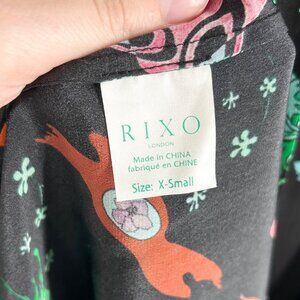 RIXO
LONDON
Made in CHINA
fabriqué en CHINE
Size: X-Small